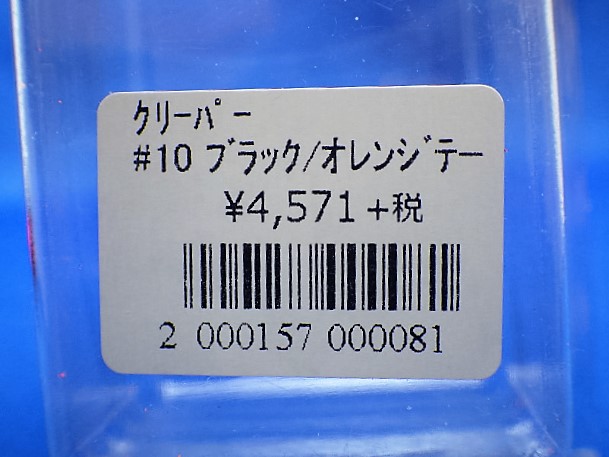 ｸﾘｰﾊﾟｰ
#10 ﾌﾞﾗｯｸ/ｵﾚﾝｼﾞﾃｰ
¥4,571+税
2 000157 000081